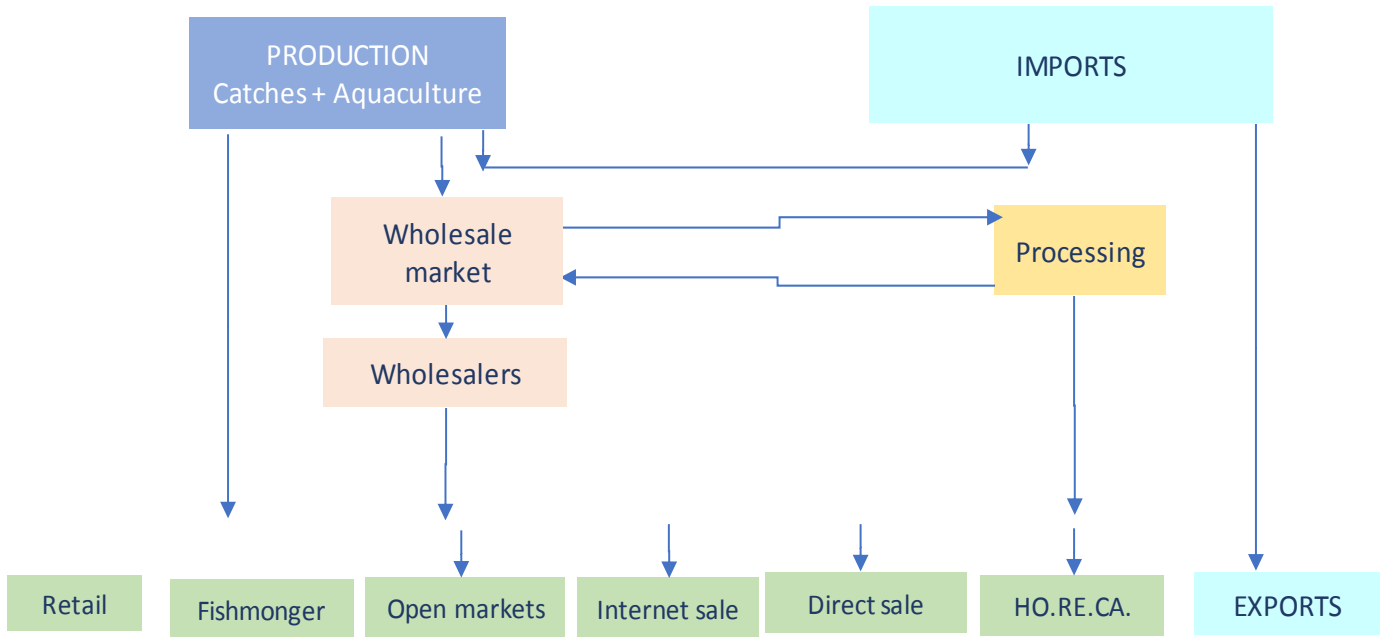 PRODUCTION
Catches + Aquaculture
IMPORTS
Wholesale
market
Processing
Wholesalers
Retail
Fishmonger
Open markets
Internet sale
Direct sale
HO.RE.CA.
EXPORTS